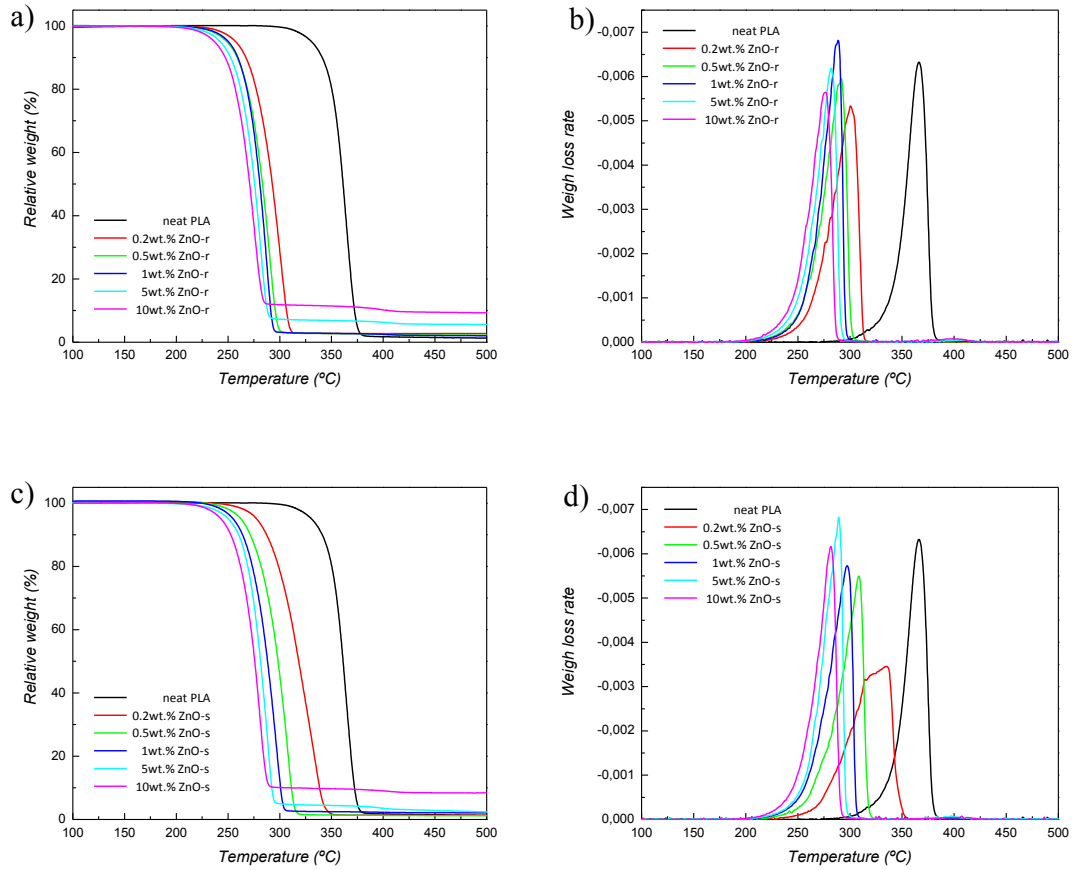 a)
100
80
60
40
20
0
Relative weight (%)
neat PLA
0.2wt.% ZnO-r
0.5wt.% ZnO-r
1wt.% ZnO-r
5wt.% ZnO-r
10wt.% ZnO-r
100 150 200 250 300 350 400 450 500
Temperature (ºC)
b)
-0,007
-0,006
-0,005
-0,004
-0,003
-0,002
-0,001
0,000
Weigh loss rate
neat PLA
0.2wt.% ZnO-r
0.5wt.% ZnO-r
1wt.% ZnO-r
5wt.% ZnO-r
10wt.% ZnO-r
100 150 200 250 300 350 400 450 500
Temperature (ºC)
c)
100
80
60
40
20
0
Relative weight (%)
neat PLA
0.2wt.% ZnO-s
0.5wt.% ZnO-s
1wt.% ZnO-s
5wt.% ZnO-s
10wt.% ZnO-s
100 150 200 250 300 350 400 450 500
Temperature (ºC)
d)
-0,007
-0,006
-0,005
-0,004
-0,003
-0,002
-0,001
0,000
Weigh loss rate
neat PLA
0.2wt.% ZnO-s
0.5wt.% ZnO-s
1wt.% ZnO-s
5wt.% ZnO-s
10wt.% ZnO-s
100 150 200 250 300 350 400 450 500
Temperature (ºC)